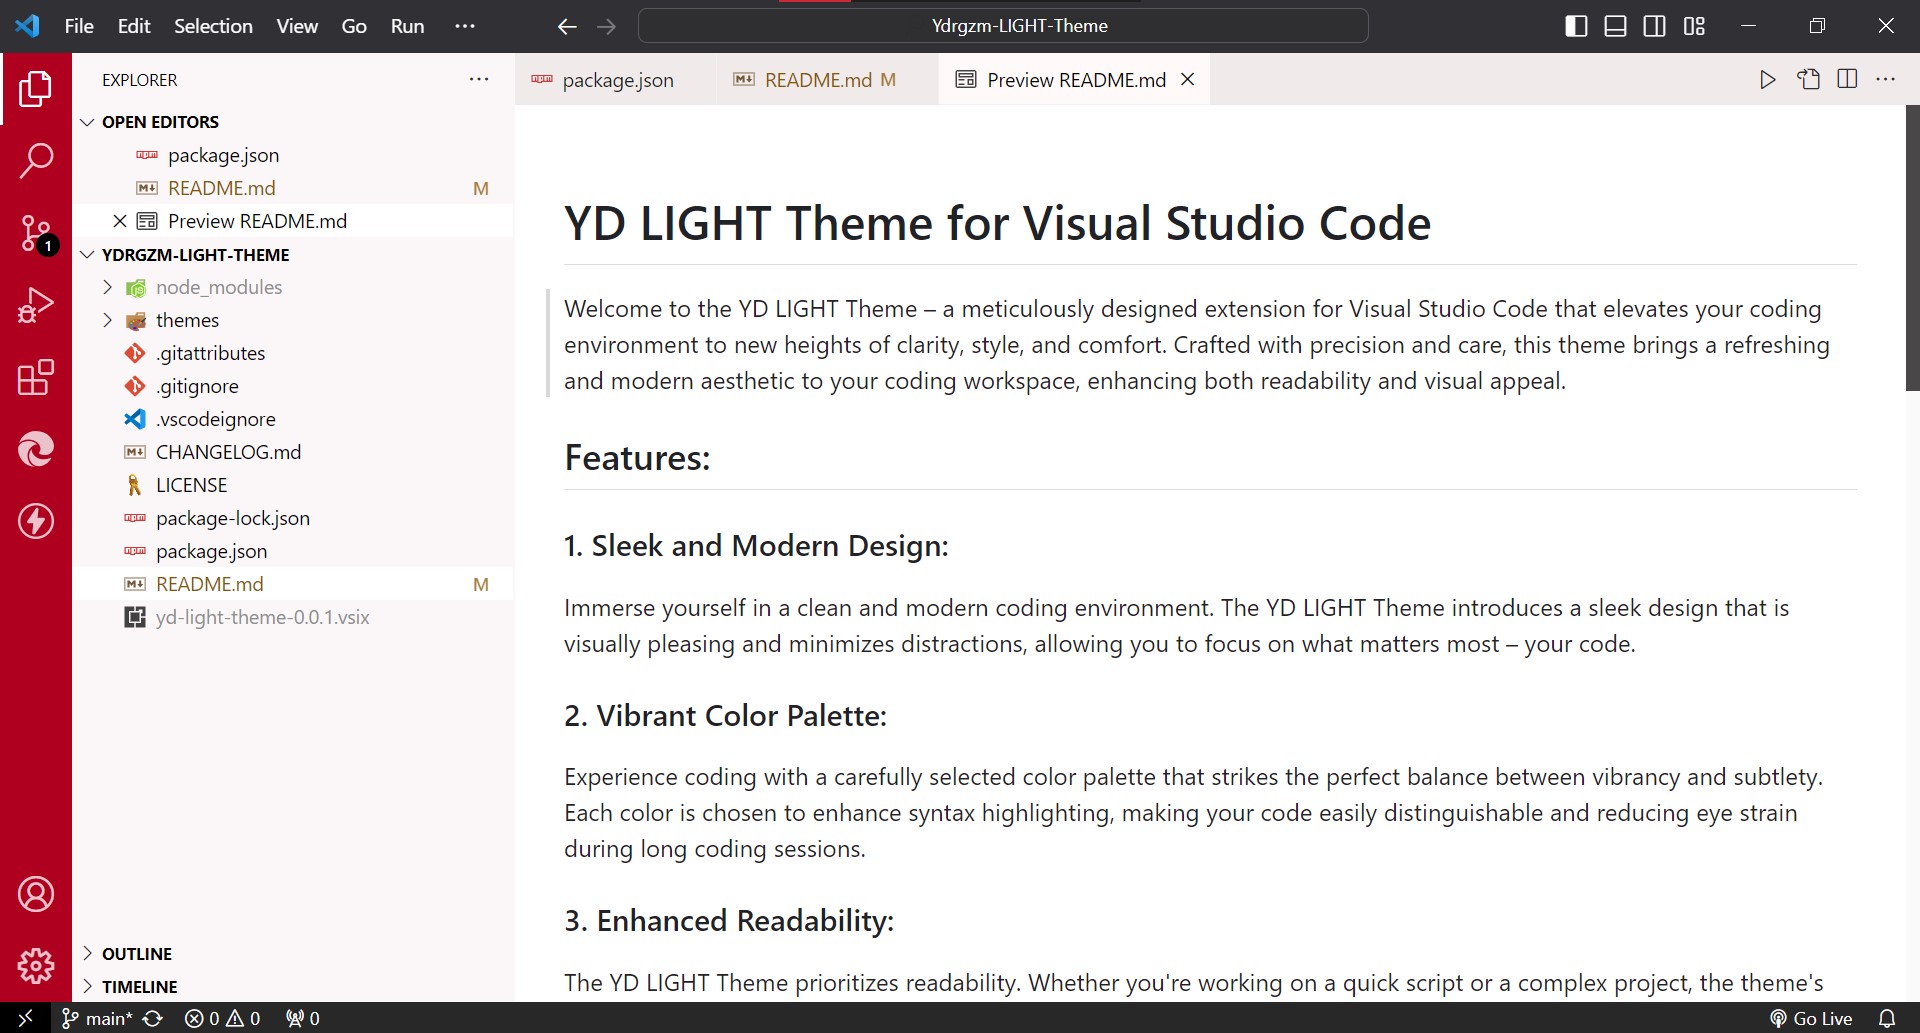 File Edit Selection View Go Run ···
Ydrgzm-LIGHT-Theme
EXPLORER
OPEN EDITORS
package.json
README.md M
Preview README.md
YDRGZM-LIGHT-THEME
node_modules
themes
.gitattributes
.gitignore
.vscodeignore
CHANGELOG.md
LICENSE
package-lock.json
package.json
README.md M
yd-light-theme-0.0.1.vsix
OUTLINE
TIMELINE
1
package.json README.md M Preview README.md
YD LIGHT Theme for Visual Studio Code
Welcome to the YD LIGHT Theme – a meticulously designed extension for Visual Studio Code that elevates your coding
environment to new heights of clarity, style, and comfort. Crafted with precision and care, this theme brings a refreshing
and modern aesthetic to your coding workspace, enhancing both readability and visual appeal.
Features:
1. Sleek and Modern Design:
Immerse yourself in a clean and modern coding environment. The YD LIGHT Theme introduces a sleek design that is
visually pleasing and minimizes distractions, allowing you to focus on what matters most – your code.
2. Vibrant Color Palette:
Experience coding with a carefully selected color palette that strikes the perfect balance between vibrancy and subtlety.
Each color is chosen to enhance syntax highlighting, making your code easily distinguishable and reducing eye strain
during long coding sessions.
3. Enhanced Readability:
The YD LIGHT Theme prioritizes readability. Whether you're working on a quick script or a complex project, the theme's
main* 0 0 0 Go Live